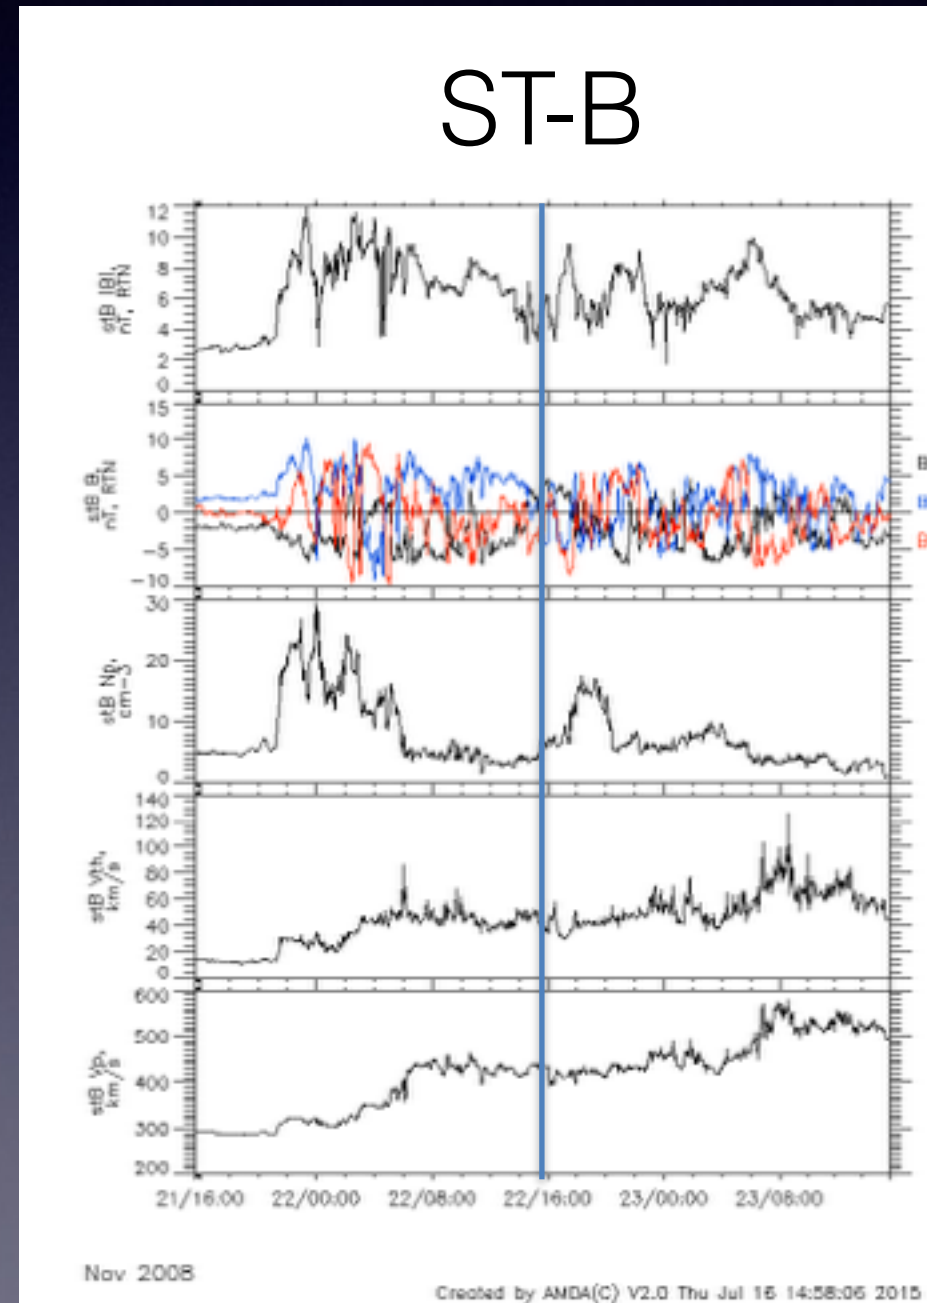 ST-B
12
10
8
6
4
2
0
stB |B|,
nT, RTN
15
10
5
0
-5
-10
stB B,
nT, RTN
B
B
B
30
20
10
0
stB Np,
cm-3
140
120
100
80
60
40
20
0
stB Vth,
km/s
600
500
400
300
200
stB Vp,
km/s
21/16:00 22/00:00 22/08:00 22/16:00 23/00:00 23/08:00
Nov 2008
Created by AMDA(C) V2.0 Thu Jul 16 14:58:06 2015